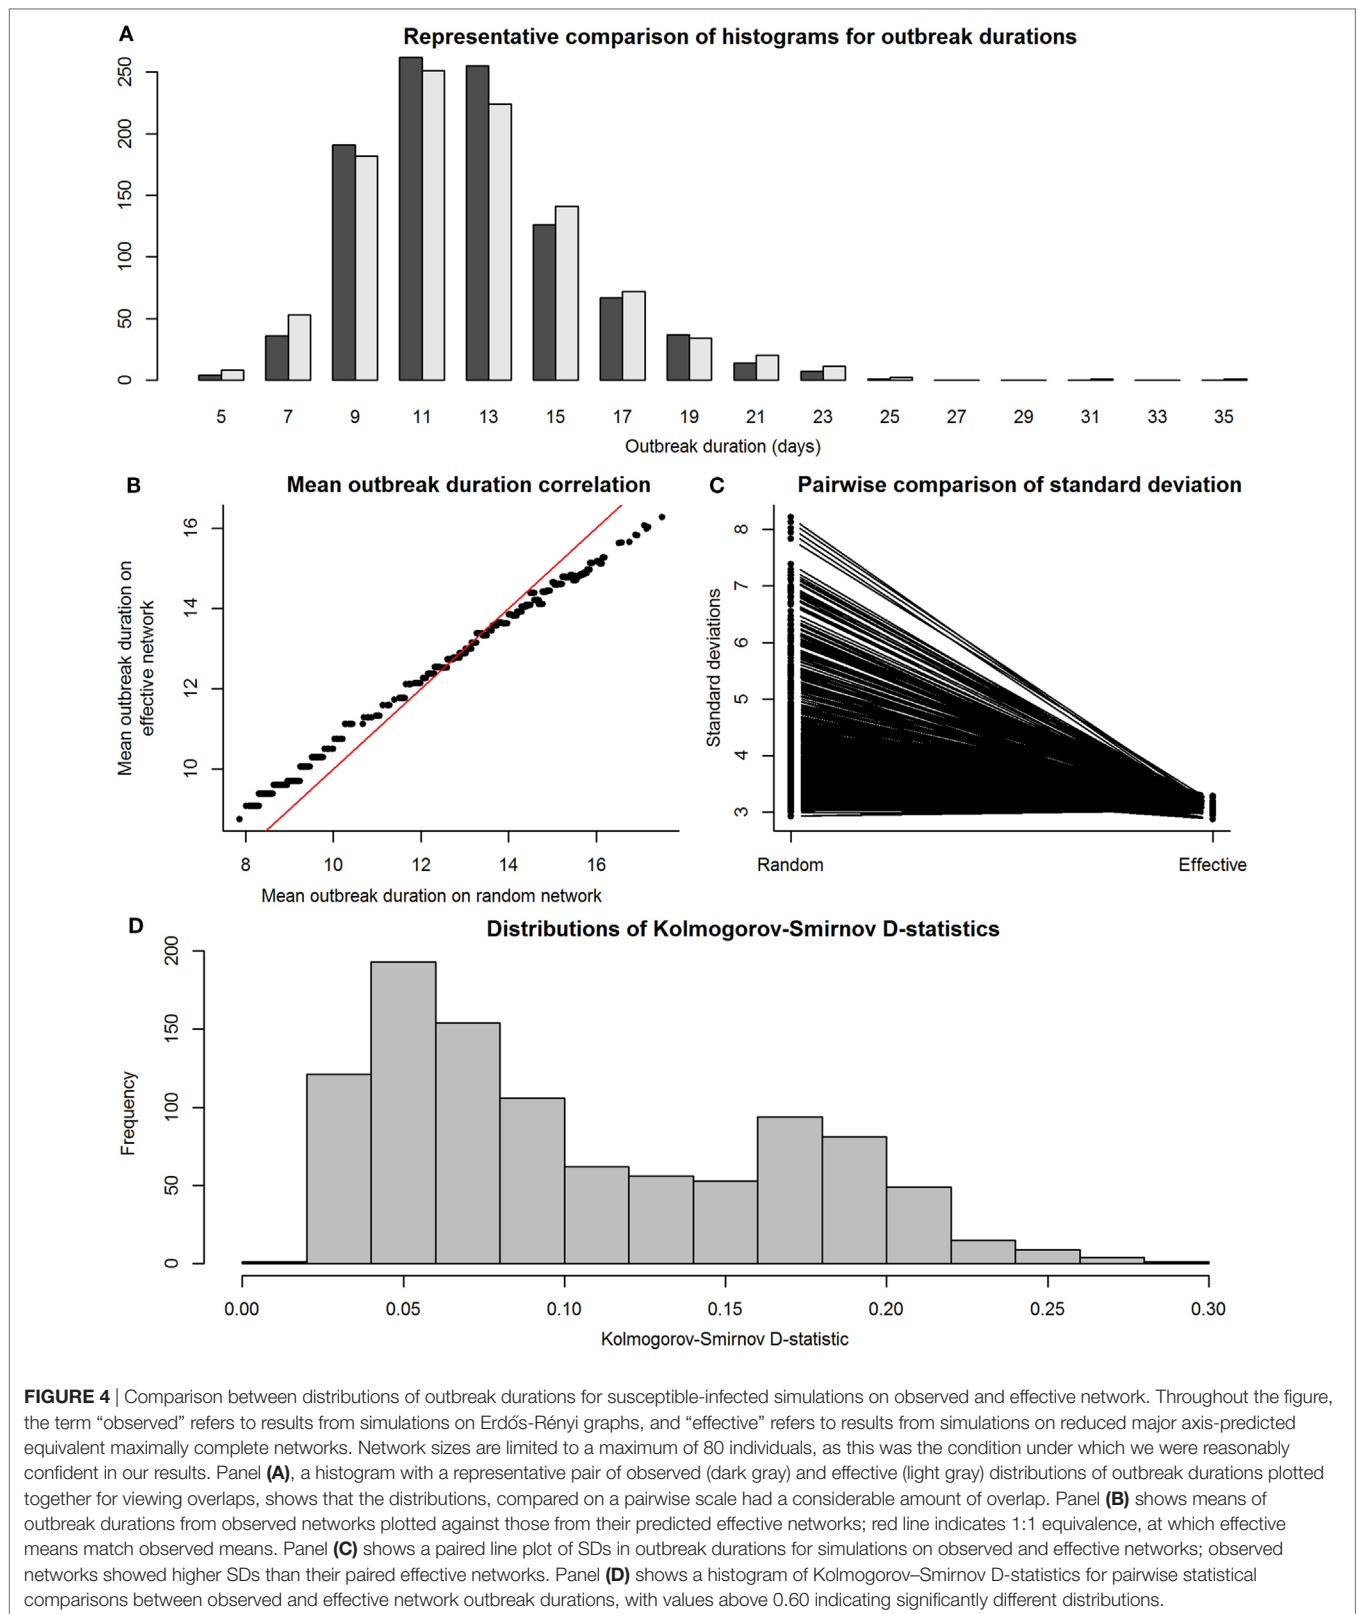 A
Representative comparison of histograms for outbreak durations
250
200
150
100
50
0
5 7 9 11 13 15 17 19 21 23 25 27 29 31 33 35
Outbreak duration (days)
B
Mean outbreak duration correlation
Mean outbreak duration on
effective network
16
14
12
10
8 10 12 14 16
Mean outbreak duration on random network
C
Pairwise comparison of standard deviation
Standard deviations
8
7
6
5
4
3
Random Effective
D
Distributions of Kolmogorov-Smirnov D-statistics
Frequency
200
150
100
50
0
0.00 0.05 0.10 0.15 0.20 0.25 0.30
Kolmogorov-Smirnov D-statistic
FIGURE 4 | Comparison between distributions of outbreak durations for susceptible-infected simulations on observed and effective network. Throughout the figure,
the term “observed” refers to results from simulations on Erdős-Rényi graphs, and “effective” refers to results from simulations on reduced major axis-predicted
equivalent maximally complete networks. Network sizes are limited to a maximum of 80 individuals, as this was the condition under which we were reasonably
confident in our results. Panel (A), a histogram with a representative pair of observed (dark gray) and effective (light gray) distributions of outbreak durations plotted
together for viewing overlaps, shows that the distributions, compared on a pairwise scale had a considerable amount of overlap. Panel (B) shows means of
outbreak durations from observed networks plotted against those from their predicted effective networks; red line indicates 1:1 equivalence, at which effective
means match observed means. Panel (C) shows a paired line plot of SDs in outbreak durations for simulations on observed and effective networks; observed
networks showed higher SDs than their paired effective networks. Panel (D) shows a histogram of Kolmogorov–Smirnov D-statistics for pairwise statistical
comparisons between observed and effective network outbreak durations, with values above 0.60 indicating significantly different distributions.